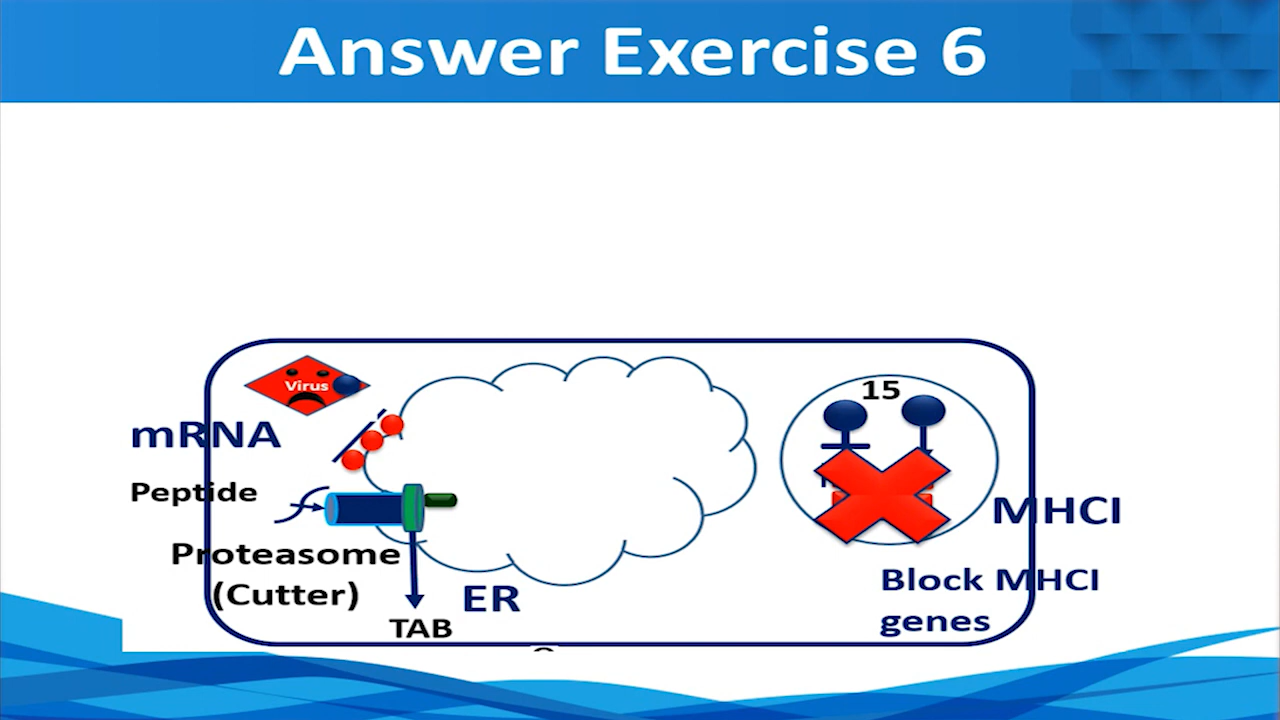 Answer Exercise 6
Virus
15
mRNA
Peptide
MHCI
Proteasome
(Cutter)
Block MHCI
genes
ER
TAB